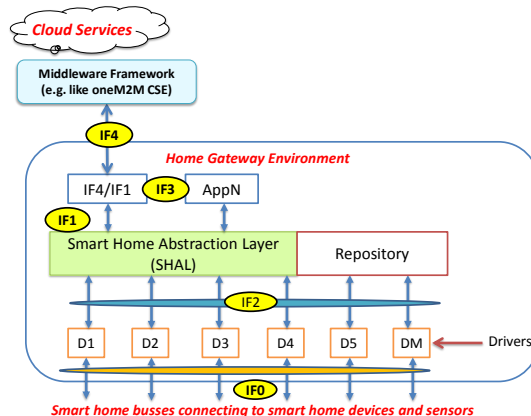 Cloud Services
Middleware Framework
(e.g. like oneM2M CSE)
IF4
Home Gateway Environment
IF4/IF1
IF3
AppN
IF1
Smart Home Abstraction Layer
(SHAL)
Repository
IF2
D1
D2
D3
D4
D5
DM
Drivers
IF0
Smart home busses connecting to smart home devices and sensors